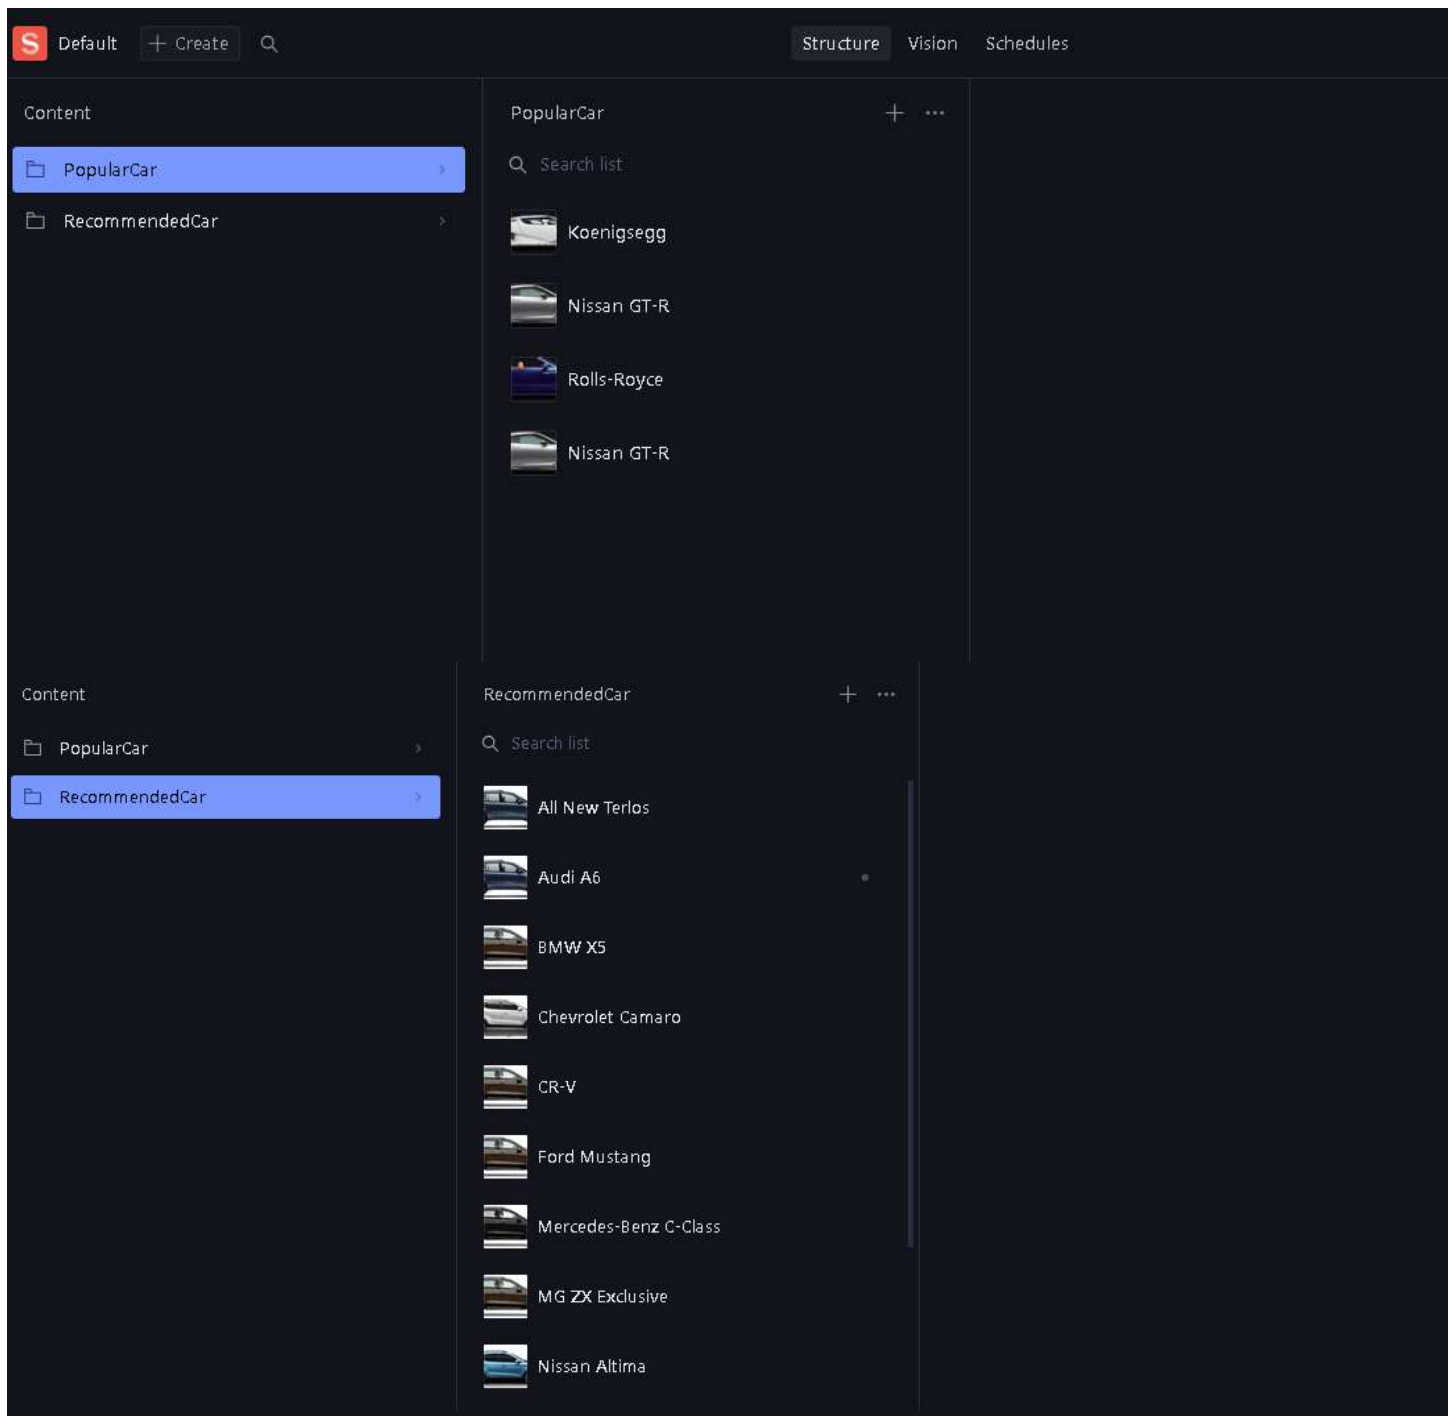 S Default + Create Structure Vision Schedules
Content PopularCar + ...
PopularCar
Search list
RecommendedCar
Koenigsegg
Nissan GT-R
Rolls-Royce
Nissan GT-R
Content RecommendedCar + ...
PopularCar
Search list
RecommendedCar
All New Terlos
Audi A6
BMW X5
Chevrolet Camaro
CR-V
Ford Mustang
Mercedes-Benz C-Class
MG ZX Exclusive
Nissan Altima